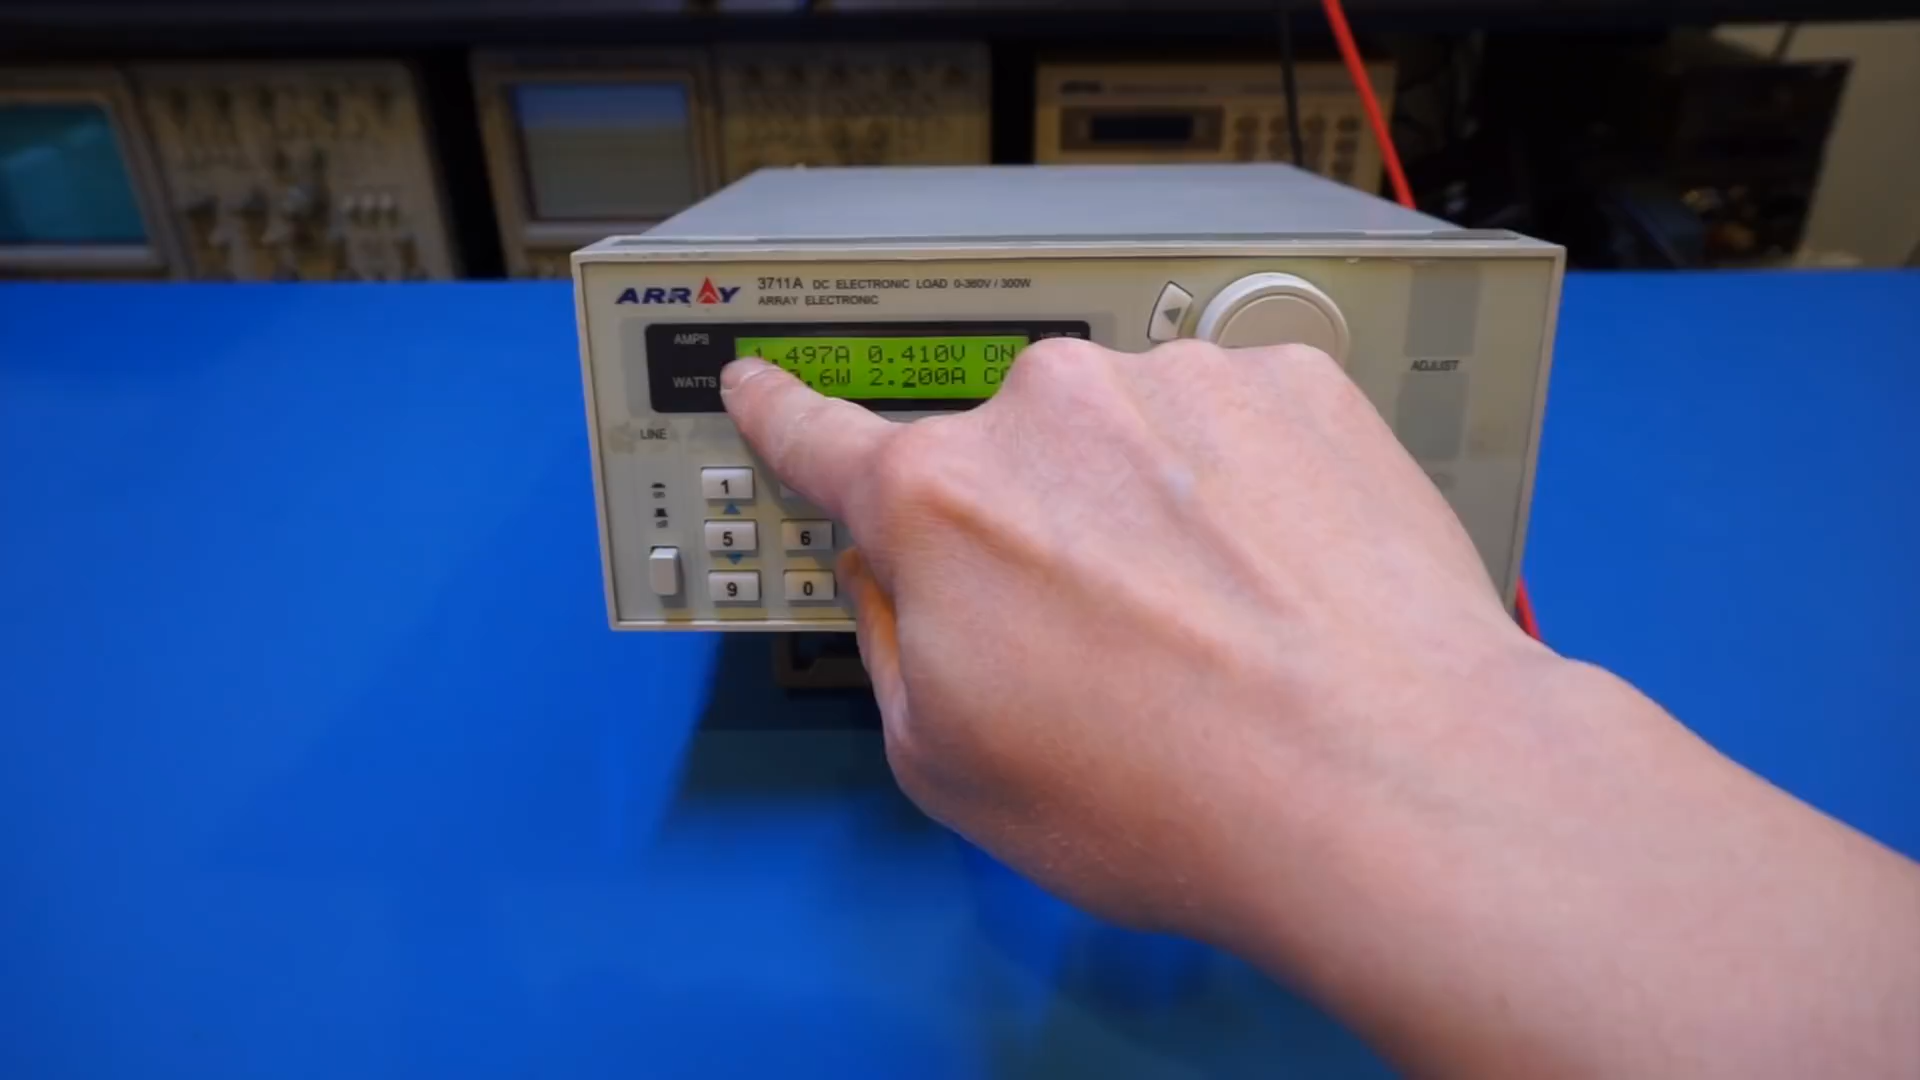 ARRAY
3711A DC ELECTRONIC LOAD 0-360V / 300W
ARRAY ELECTRONIC
AMPS
1.497A 0.410V ON
WATTS
.6W 2.200A
LINE
ADJUST
1
5
6
9
0